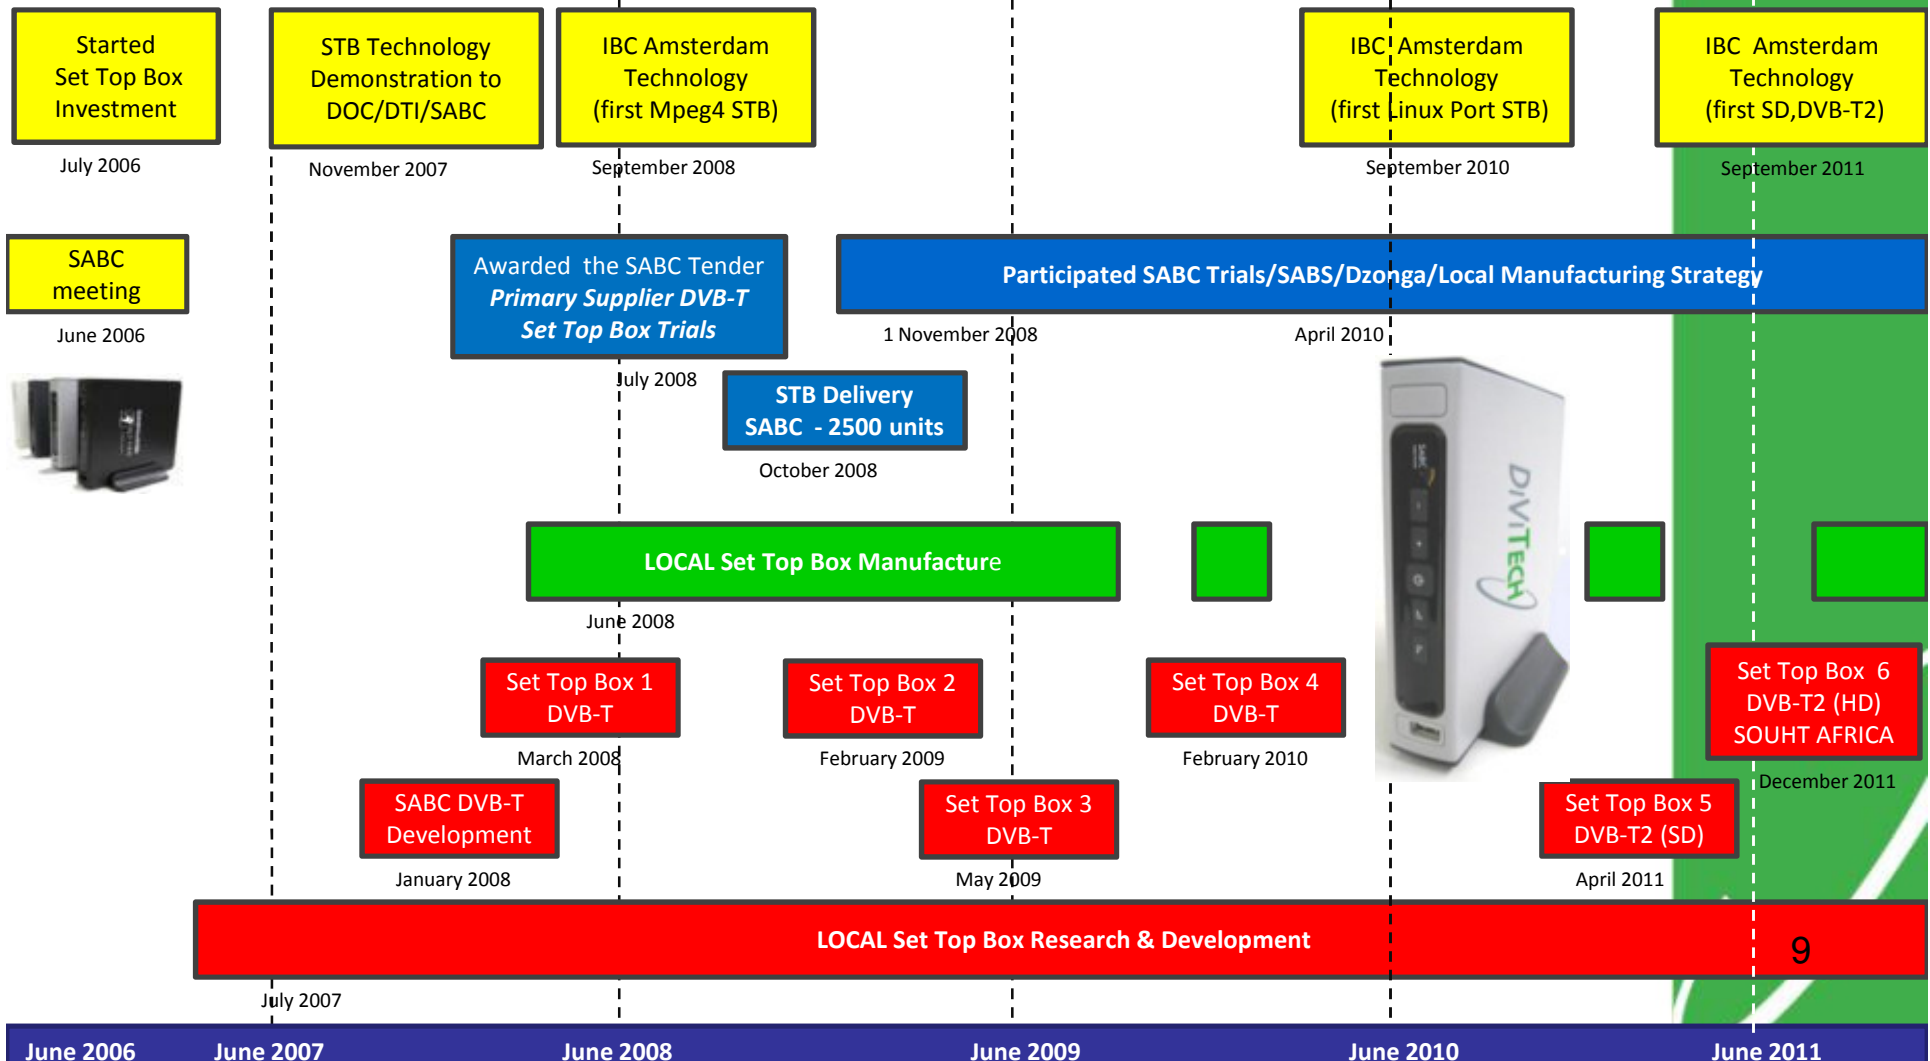 Started
Set Top Box
Investment
July 2006
STB Technology
Demonstration to
DOC/DTI/SABC
November 2007
IBC Amsterdam
Technology
(first Mpeg4 STB)
September 2008
IBC Amsterdam
Technology
(first Linux Port STB)
September 2010
IBC Amsterdam
Technology
(first SD,DVB-T2)
September 2011
SABC
meeting
June 2006
Awarded the SABC Tender
Primary Supplier DVB-T
Set Top Box Trials
July 2008
Participated SABC Trials/SABS/Dzonga/Local Manufacturing Strategy
1 November 2008
April 2010
STB Delivery
SABC - 2500 units
October 2008
SABC
DiViTECH
LOCAL Set Top Box Manufacture
June 2008
Set Top Box 1
DVB-T
March 2008
Set Top Box 2
DVB-T
February 2009
Set Top Box 4
DVB-T
February 2010
Set Top Box 6
DVB-T2 (HD)
SOUHT AFRICA
December 2011
SABC DVB-T
Development
January 2008
Set Top Box 3
DVB-T
May 2009
Set Top Box 5
DVB-T2 (SD)
April 2011
LOCAL Set Top Box Research & Development
9
July 2007
June 2006
June 2007
June 2008
June 2009
June 2010
June 2011